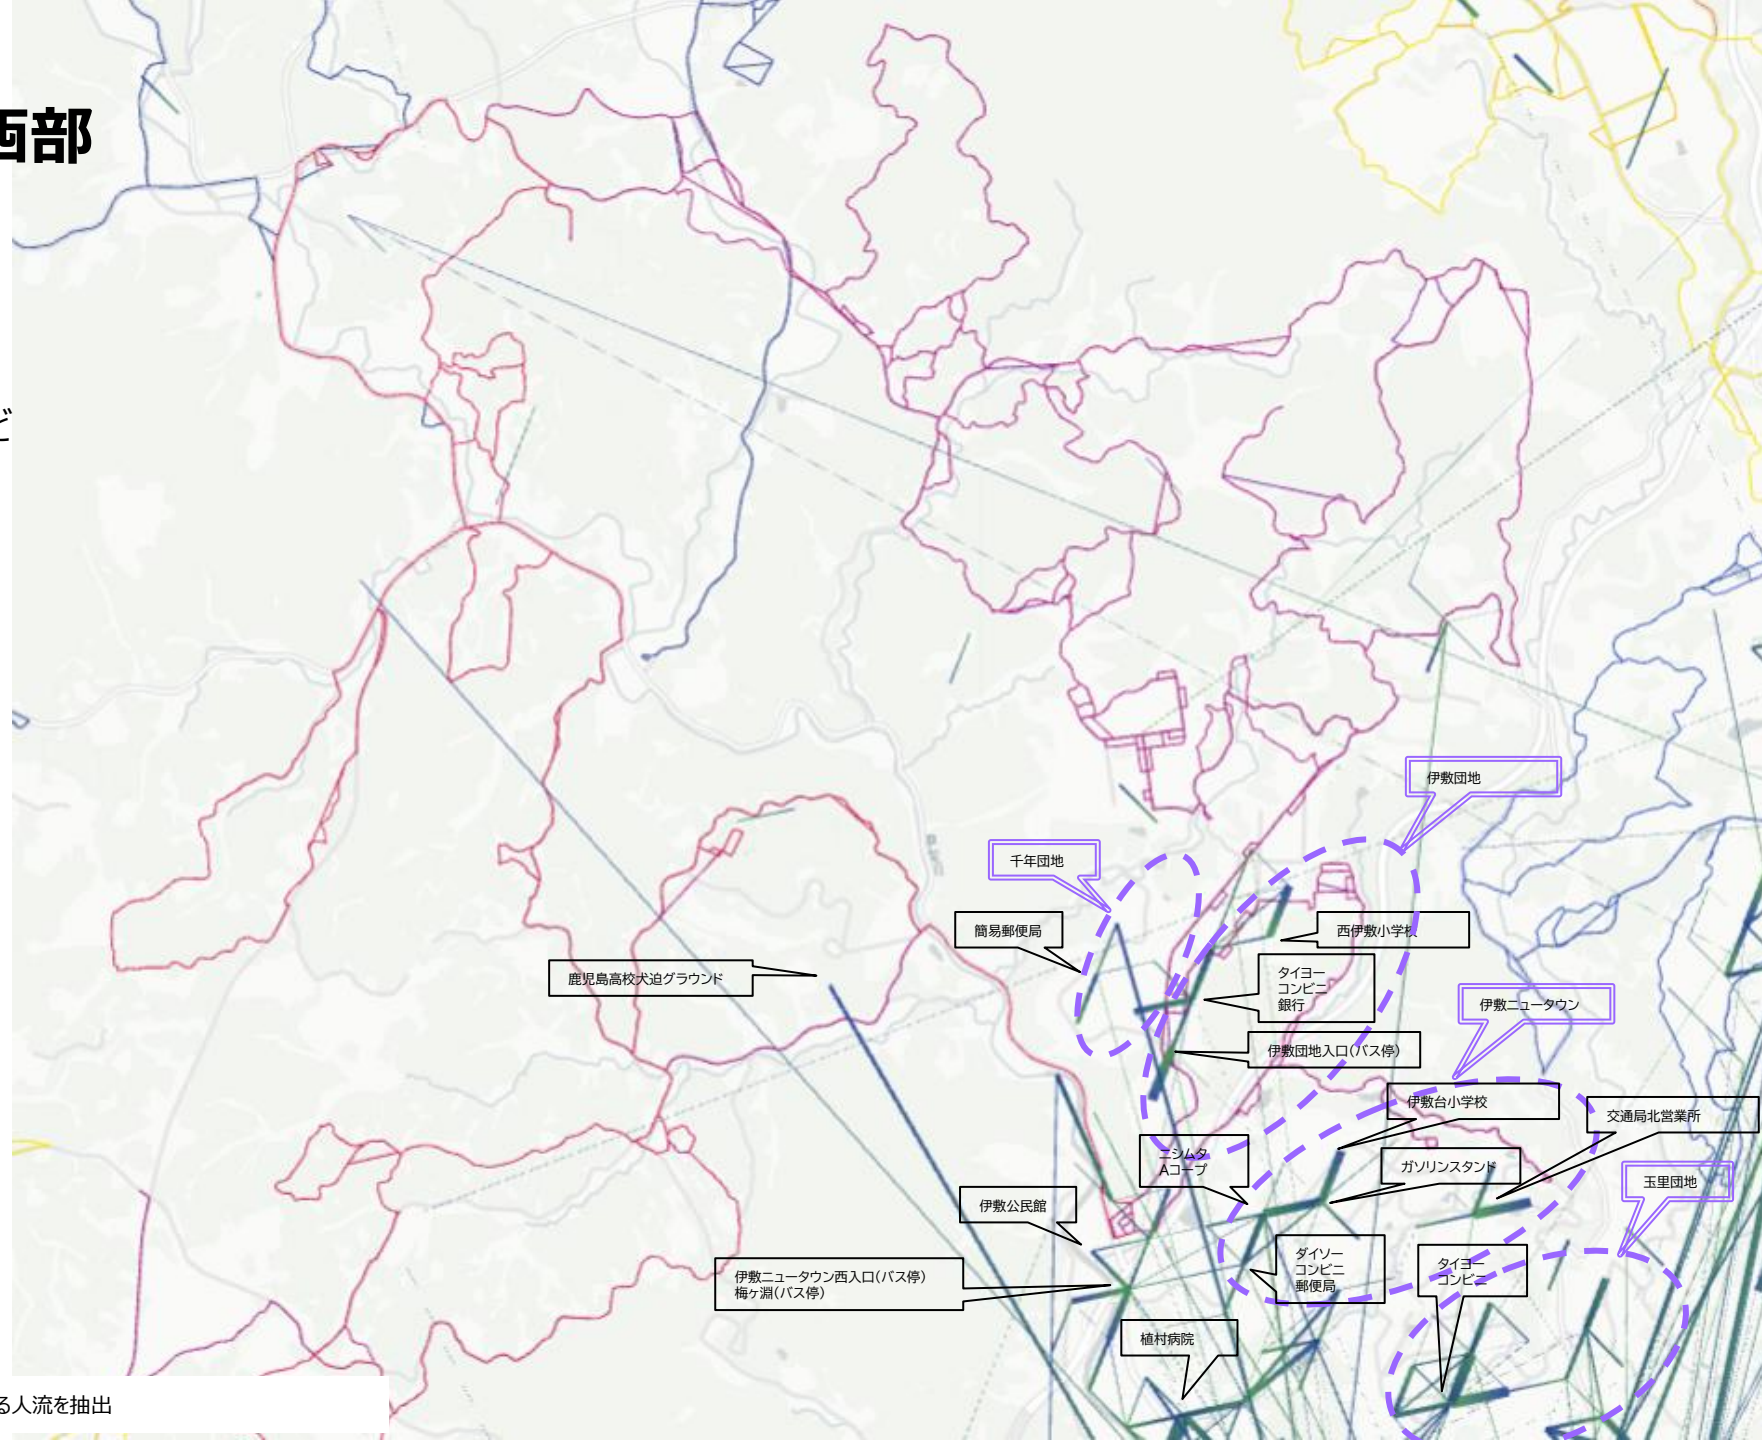 西部
ど
伊敷団地
千年団地
簡易郵便局
西伊敷小学校
鹿児島高校犬迫グラウンド
タイヨー
コンビニ
銀行
伊敷ニュータウン
伊敷団地入口(バス停)
伊敷台小学校
交通局北営業所
ニシムタ
Aコープ
ガソリンスタンド
玉里団地
伊敷公民館
ダイソー
コンビニ
郵便局
タイヨー
コンビニ
伊敷ニュータウン西入口(バス停)
梅ヶ淵(バス停)
植村病院
る人流を抽出